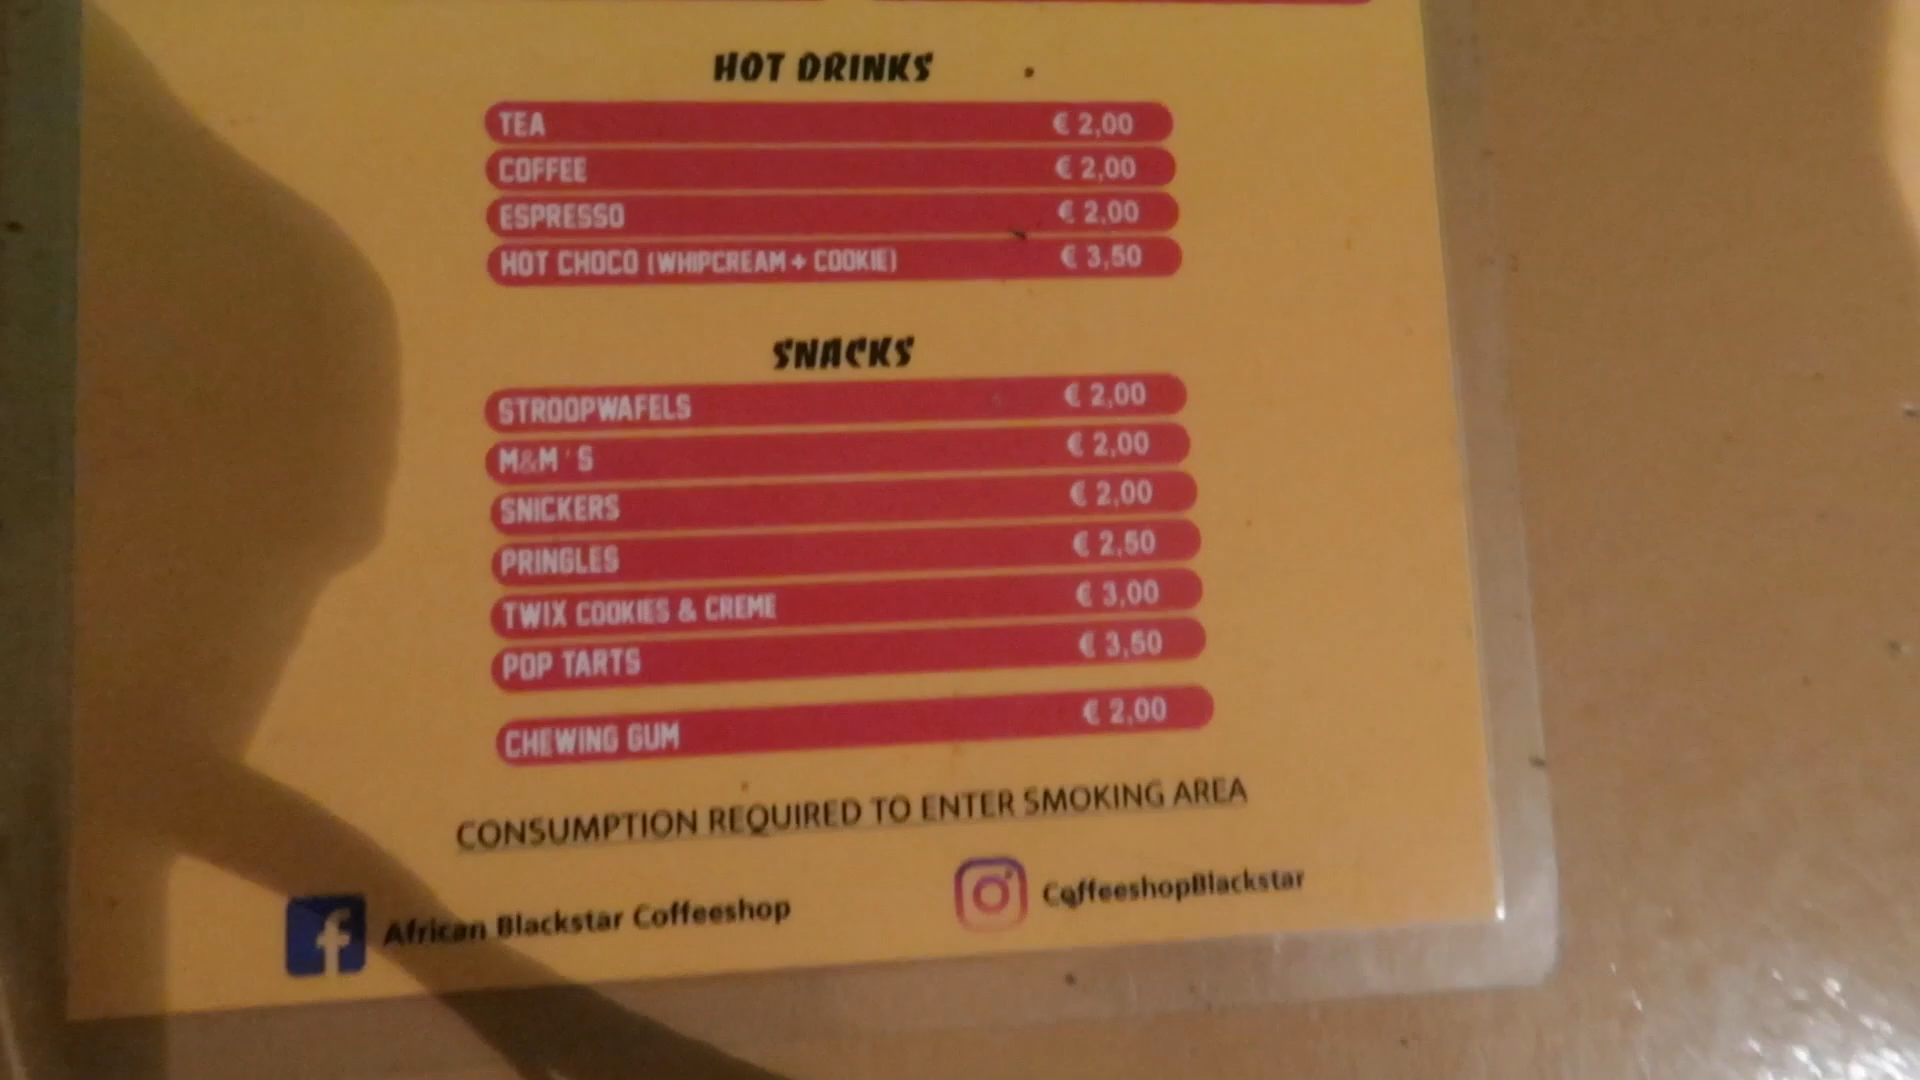 HOT DRINKS
TEA € 2,00
COFFEE € 2,00
ESPRESSO € 2,00
HOT CHOCO (WHIPCREAM + COOKIE) € 3,50
SNACKS
STROOPWAFELS € 2,00
M&M´S € 2,00
SNICKERS € 2,00
PRINGLES € 2,50
TWIX COOKIES & CREME € 3,00
POP TARTS € 3,50
CHEWING GUM € 2,00
CONSUMPTION REQUIRED TO ENTER SMOKING AREA
f African Blackstar Coffeeshop
CoffeeshopBlackstar